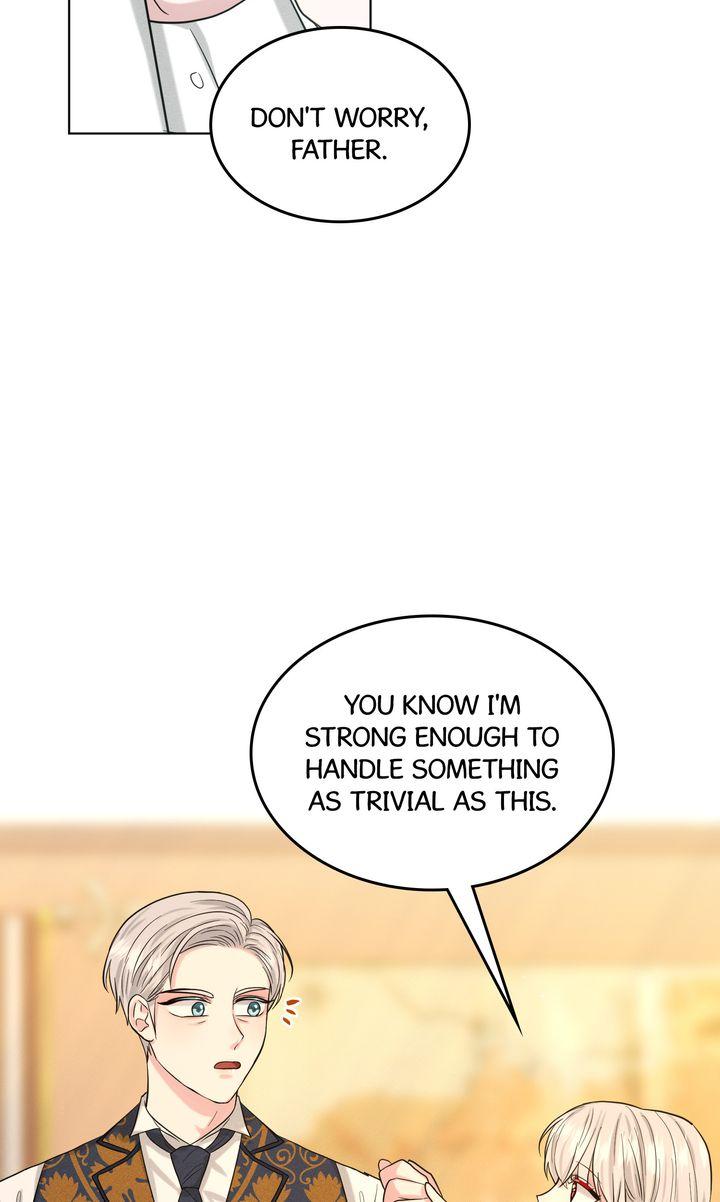 DON'T WORRY,
FATHER.
YOU KNOW I'M
STRONG ENOUGH TO
HANDLE SOMETHING
AS TRIVIAL AS THIS.